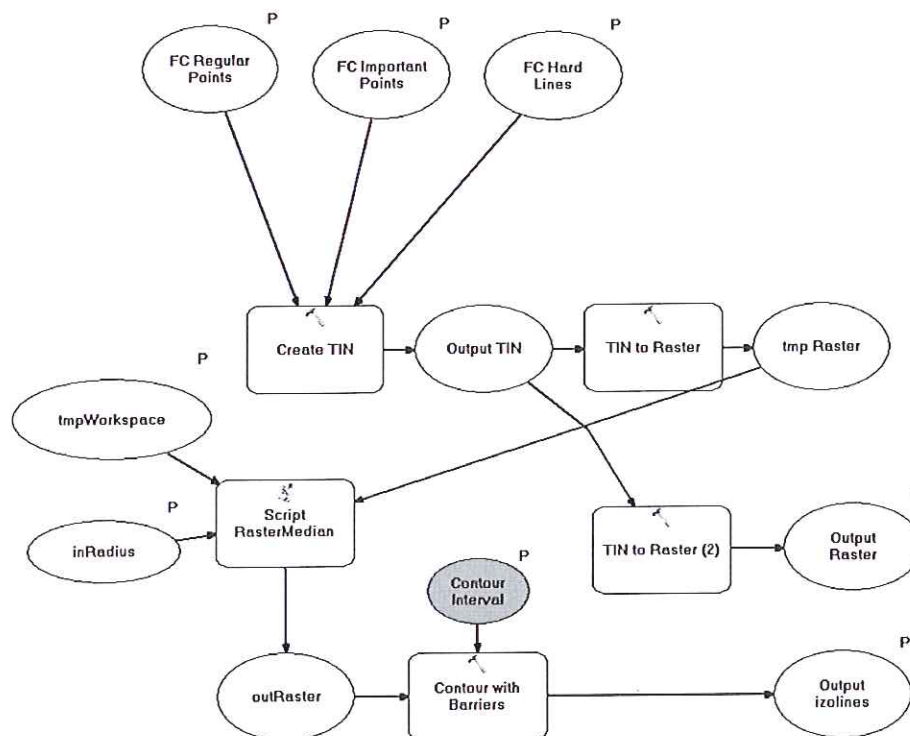 P
P
P
FC Regular
Points
FC Important
Points
FC Hard
Lines
Create TIN
Output TIN
TIN to Raster
tmp Raster
P
tmpWorkspace
P
Script
RasterMedian
inRadius
TIN to Raster (2)
Output
Raster
P
Contour
Interval
P
outRaster
Contour with
Barriers
Output
izolines